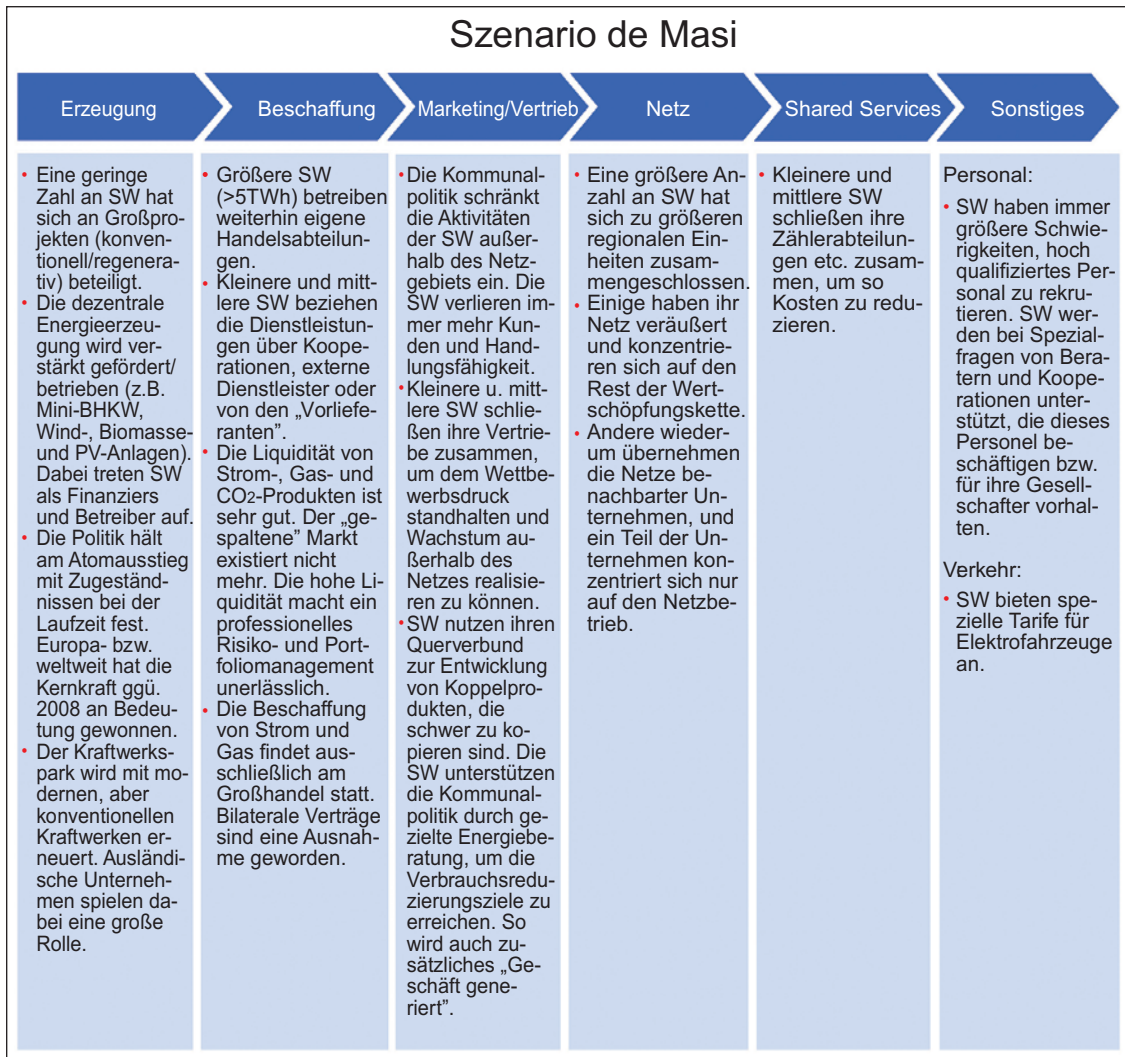 Szenario de Masi
Erzeugung
Beschaffung
Marketing/Vertrieb
Netz
Shared Services
Sonstiges
• Eine geringe
Zahl an SW hat
sich an Großpro-
jekten (konven-
tionell/regenera-
tiv) beteiligt.
• Die dezentrale
Energieerzeu-
gung wird ver-
stärkt gefördert/
betrieben (z.B.
Mini-BHKW,
Wind-, Biomasse-
und PV-Anlagen).
Dabei treten SW
als Finanziers
und Betreiber auf.
• Die Politik hält
am Atomausstieg
mit Zugeständ-
nissen bei der
Laufzeit fest.
Europa- bzw.
weltweit hat die
Kernkraft ggü.
2008 an Bedeu-
tung gewonnen.
• Der Kraftwerks-
park wird mit mo-
dernen, aber
konventionellen
Kraftwerken er-
neuert. Ausländi-
sche Unterneh-
men spielen da-
bei eine große
Rolle.
• Größere SW
(>5TWh) betreiben
weiterhin eigene
Handelsabteilun-
gen.
• Kleinere und mitt-
lere SW beziehen
die Dienstleistun-
gen über Koope-
rationen, externe
Dienstleister oder
von den „Vorliefe-
ranten”.
• Die Liquidität von
Strom-, Gas- und
CO2-Produkten ist
sehr gut. Der „ge-
spaltene” Markt
existiert nicht
mehr. Die hohe Li-
quidität macht ein
professionelles
Risiko- und Port-
foliomanagement
unerlässlich.
• Die Beschaffung
von Strom und
Gas findet aus-
schließlich am
Großhandel statt.
Bilaterale Verträge
sind eine Ausnah-
me geworden.
• Die Kommunal-
politik schränkt
die Aktivitäten
der SW außer-
halb des Netz-
gebiets ein. Die
SW verlieren im-
mer mehr Kun-
den und Hand-
lungsfähigkeit.
• Kleinere u. mitt-
lere SW schlie-
ßen ihre Vertrie-
be zusammen,
um dem Wettbe-
werbsdruck
standhalten und
Wachstum au-
ßerhalb des
Netzes realisie-
ren zu können.
• SW nutzen ihren
Querverbund
zur Entwicklung
von Koppelpro-
dukten, die
schwer zu ko-
pieren sind. Die
SW unterstützen
die Kommunal-
politik durch ge-
zielte Energiebe-
ratung, um die
Verbrauchsredu-
zierungsziele zu
erreichen. So
wird auch zu-
sätzliches „Ge-
schäft gene-
riert”.
• Eine größere An-
zahl an SW hat
sich zu größeren
regionalen Ein-
heiten zusam-
mengeschlossen.
• Einige haben ihr
Netz veräußert
und konzentrie-
ren sich auf den
Rest der Wert-
schöpfungskette.
• Andere wieder-
um übernehmen
die Netze be-
nachbarter Un-
ternehmen, und
ein Teil der Un-
ternehmen kon-
zentriert sich nur
auf den Netzbe-
trieb.
• Kleinere und
mittlere SW
schließen ihre
Zählerabteilun-
gen etc. zusam-
men, um so
Kosten zu redu-
zieren.
Personal:
• SW haben immer
größere Schwie-
rigkeiten, hoch
qualifiziertes Per-
sonal zu rekru-
tieren. SW wer-
den bei Spezial-
fragen von Bera-
tern und Koope-
rationen unter-
stützt, die dieses
Personel be-
schäftigen bzw.
für ihre Gesell-
schafter vorhal-
ten.
Verkehr:
• SW bieten spe-
zielle Tarife für
Elektrofahrzeuge
an.